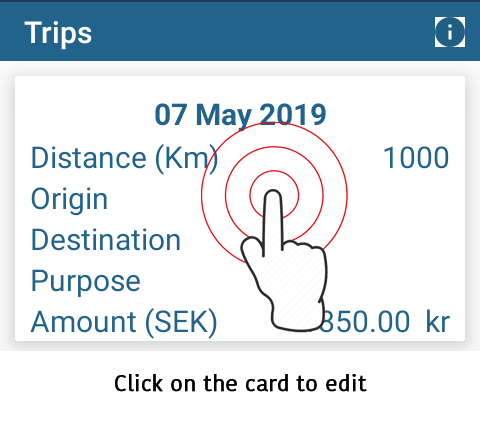 Trips
07 May 2019
Distance (Km) 1000
Origin
Destination
Purpose
Amount (SEK) 850.00 kr
Click on the card to edit